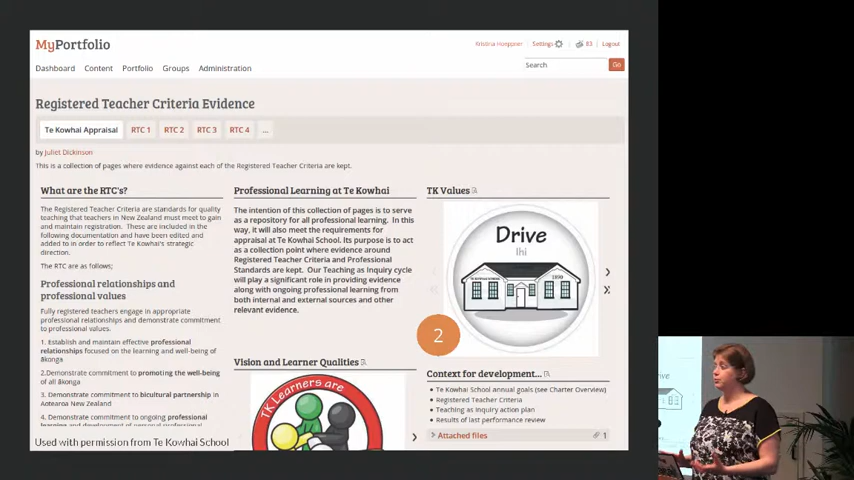 MyPortfolio
Kristina Hoeppner Settings 83 Logout
Dashboard Content Portfolio Groups Administration
Search Go
Registered Teacher Criteria Evidence
Te Kowhai Appraisal RTC 1 RTC 2 RTC 3 RTC 4 ...
by Juliet Dickinson
This is a collection of pages where evidence against each of the Registered Teacher Criteria are kept.
What are the RTC's?
The Registered Teacher Criteria are standards for quality
teaching that teachers in New Zealand must meet to gain
and maintain registration. These are included in the
following documentation and have been edited and
added to in order to reflect Te Kowhai's strategic
direction.
The RTC are as follows;
Professional relationships and
professional values
Fully registered teachers engage in appropriate
professional relationships and demonstrate commitment
to professional values.
1. Establish and maintain effective professional
relationships focused on the learning and well-being of
ākonga
2.Demonstrate commitment to promoting the well-being
of all ākonga
3. Demonstrate commitment to bicultural partnership in
Aotearoa New Zealand
4. Demonstrate commitment to ongoing professional
Used with permission from Te Kowhai School
Professional Learning at Te Kowhai
The intention of this collection of pages is to serve
as a repository for all professional learning. In this
way, it will also meet the requirements for
appraisal at Te Kowhai School. Its purpose is to act
as a collection point where evidence around
Registered Teacher Criteria and Professional
Standards are kept. Our Teaching as Inquiry cycle
will play a significant role in providing evidence
along with ongoing professional learning from
both internal and external sources and other
relevant evidence.
Vision and Learner Qualities
TK Learners are
TK Values
Drive
Ihi
2
Context for development...
Te Kowhai School annual goals (see Charter Overview)
Registered Teacher Criteria
Teaching as Inquiry action plan
Results of last performance review
Attached files 1